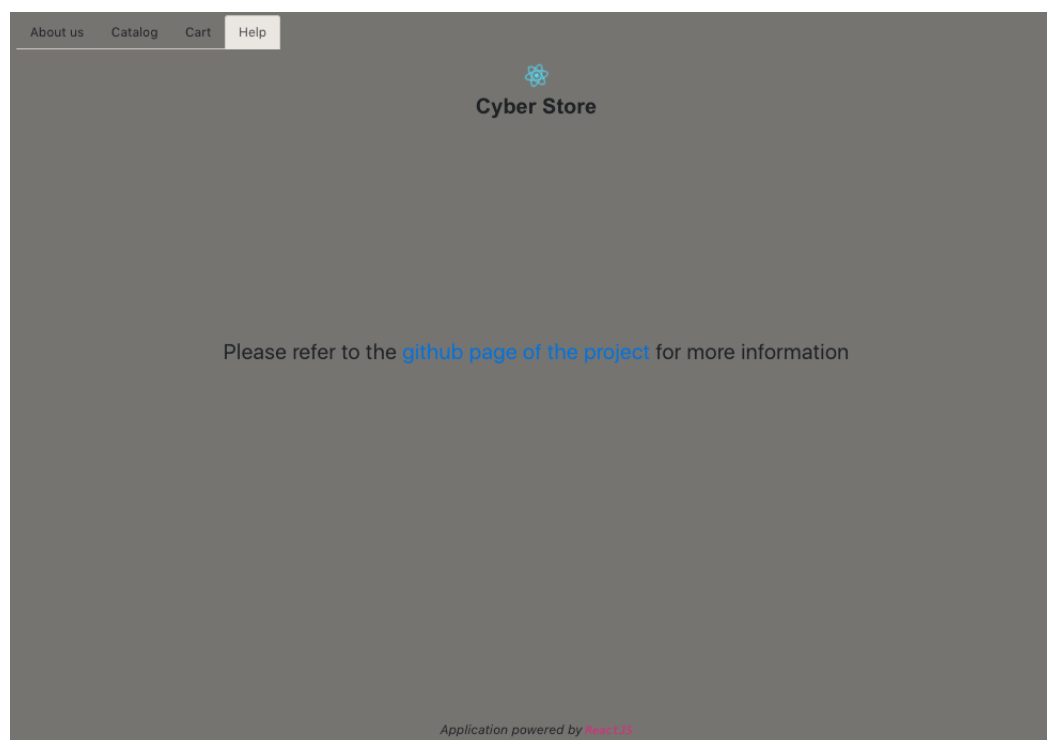 About us Catalog Cart Help
Cyber Store
Please refer to the github page of the project for more information
Application powered by ReactJS